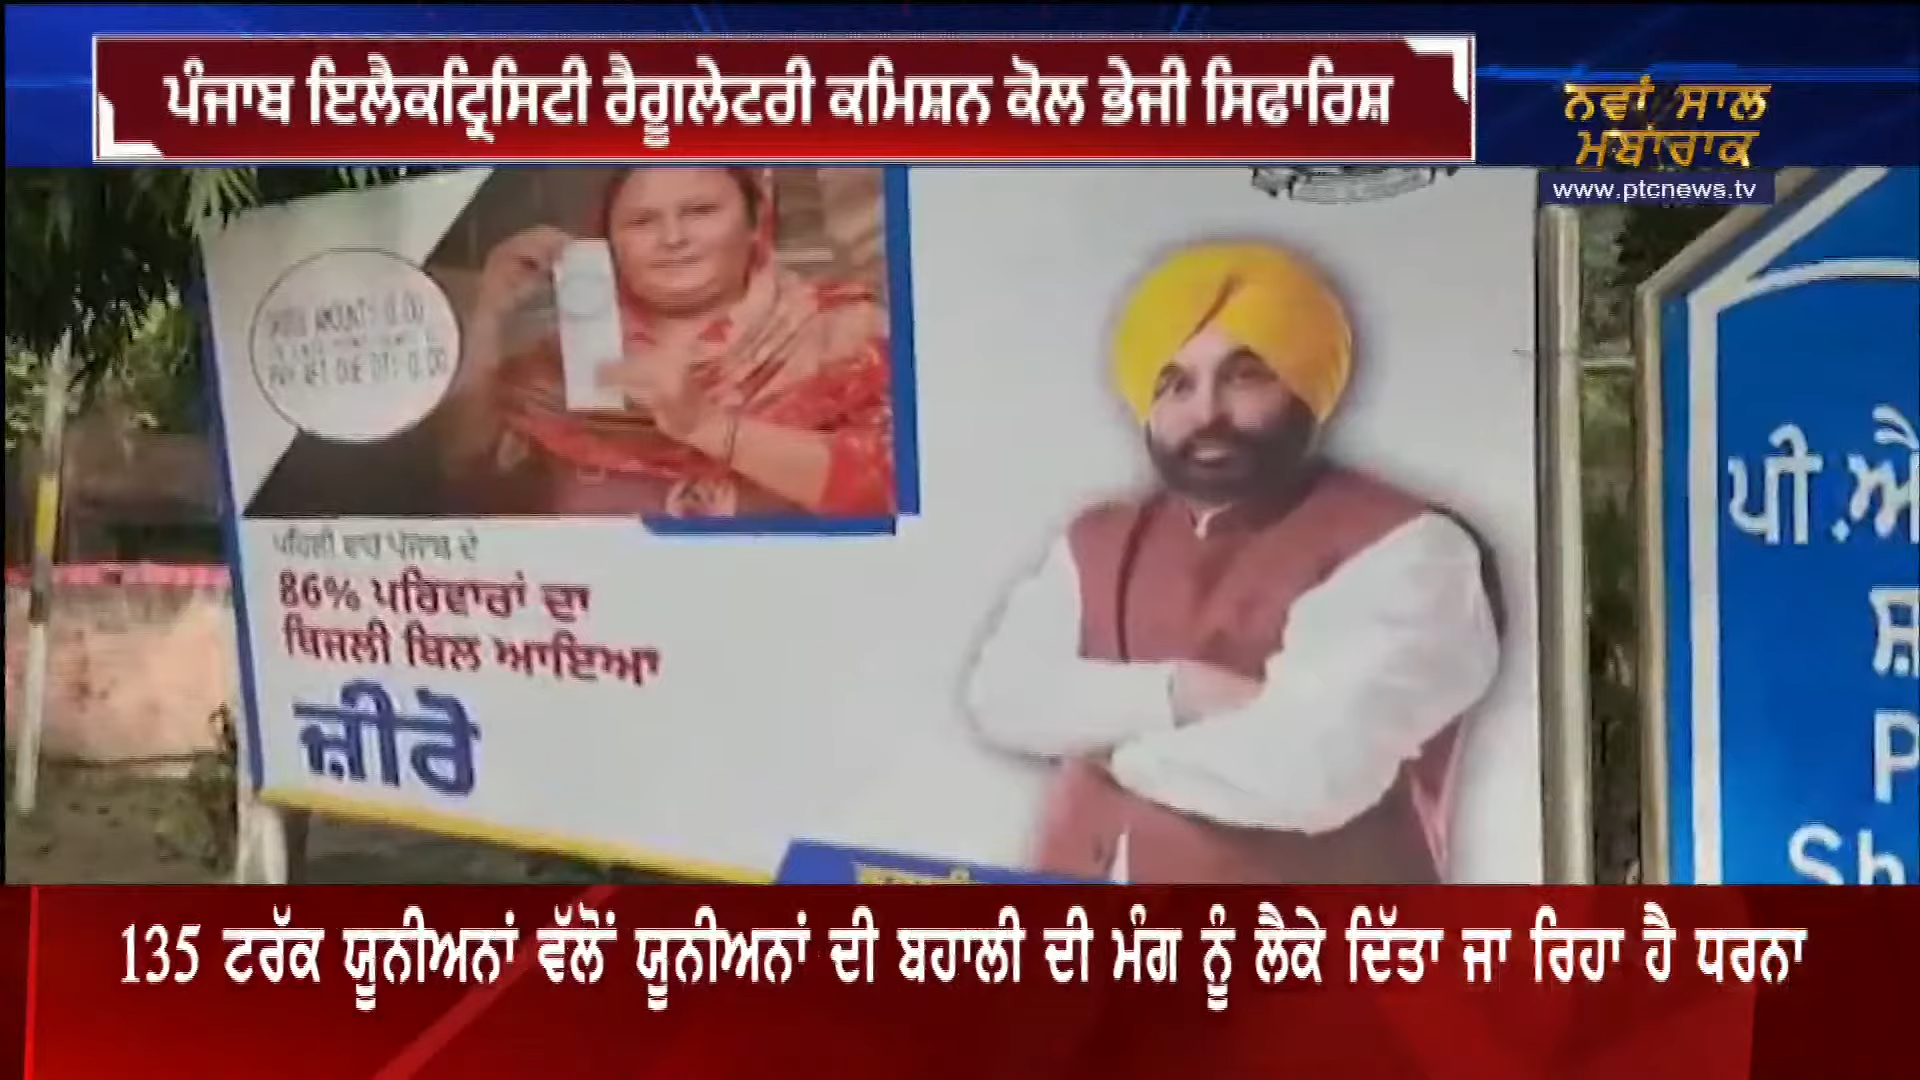 ਪੰਜਾਬ ਇਲੈਕਟ੍ਰਿਸਿਟੀ ਰੈਗੂਲੇਟਰੀ ਕਮਿਸ਼ਨ ਕੋਲ ਭੇਜੀ ਸਿਫਾਰਿਸ਼
ਨਵਾਂ ਸਾਲ
ਮੁਬਾਰਾਕ
www.ptcnews.tv
ਪਹਿਲੀ ਵਾਰ ਪੰਜਾਬ ਦੇ
86% ਪਰਿਵਾਰਾਂ ਦਾ
ਬਿਜਲੀ ਬਿਲ ਆਇਆ
ਜ਼ੀਰੋ
ਪੀ.ਐ
ਸ਼
P
Sh
135 ਟਰੱਕ ਯੂਨੀਅਨਾਂ ਵੱਲੋਂ ਯੂਨੀਅਨਾਂ ਦੀ ਬਹਾਲੀ ਦੀ ਮੰਗ ਨੂੰ ਲੈਕੇ ਦਿੱਤਾ ਜਾ ਰਿਹਾ ਹੈ ਧਰਨਾ